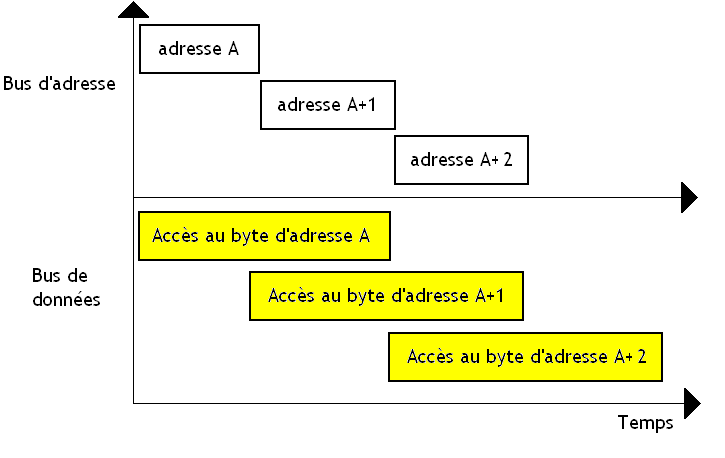 adresse A
Bus d'adresse
adresse A+1
adresse A+2
Accès au byte d'adresse A
Bus de
données
Accès au byte d'adresse A+1
Accès au byte d'adresse A+2
Temps